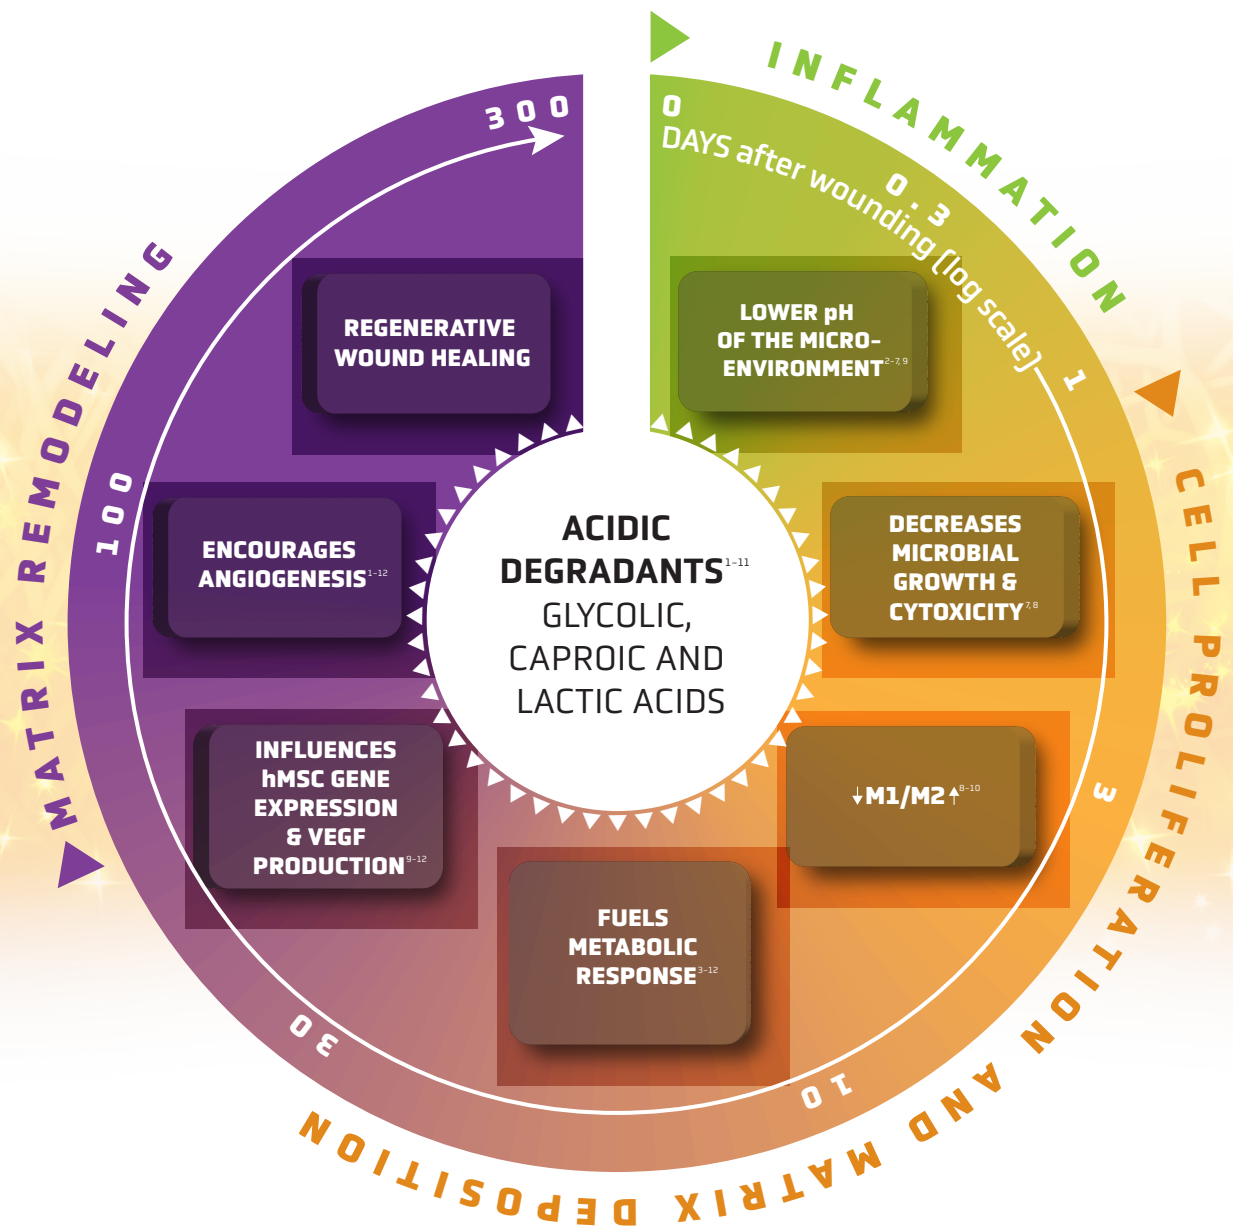 INFLAMMATION
0
DAYS after wounding (log scale)
0.3
1
3
10
30
100
300
CELL PROLIFERATION AND MATRIX DEPOSITION
MATRIX REMODELING
LOWER pH
OF THE MICRO-
ENVIRONMENT2-7, 9
DECREASES
MICROBIAL
GROWTH &
CYTOXICITY7, 8
↓M1/M2↑8-10
FUELS
METABOLIC
RESPONSE3-12
INFLUENCES
hMSC GENE
EXPRESSION
& VEGF
PRODUCTION9-12
ENCOURAGES
ANGIOGENESIS1-12
REGENERATIVE
WOUND HEALING
ACIDIC
DEGRADANTS1-11
GLYCOLIC,
CAPROIC AND
LACTIC ACIDS